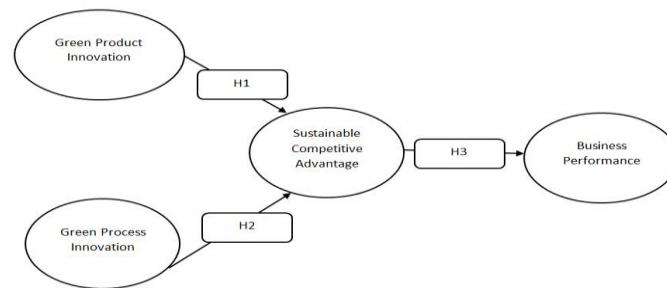 Green Product
Innovation
H1
Sustainable
Competitive
Advantage
H3
Business
Performance
Green Process
Innovation
H2